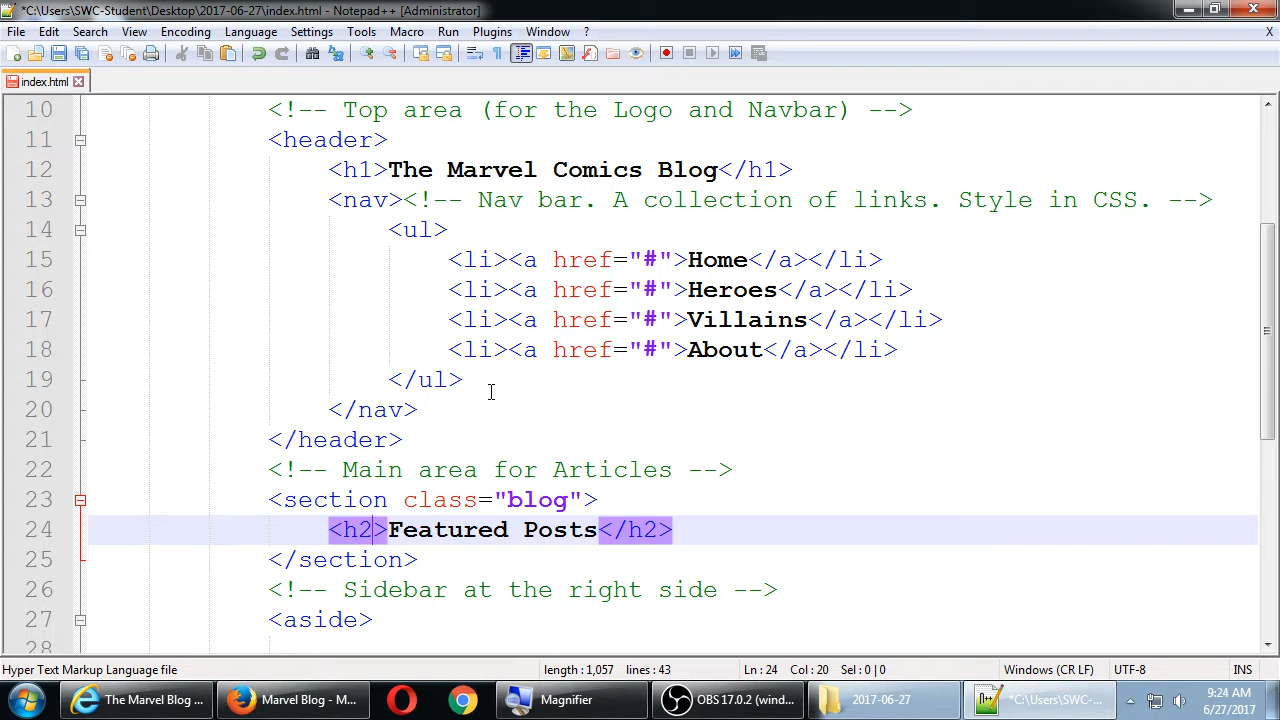 *C:\Users\SWC-Student\Desktop\2017-06-27\index.html - Notepad++ [Administrator]
File Edit Search View Encoding Language Settings Tools Macro Run Plugins Window ? X
index.html
10 <!-- Top area (for the Logo and Navbar) -->
11 <header>
12 <h1>The Marvel Comics Blog</h1>
13 <nav><!-- Nav bar. A collection of links. Style in CSS. -->
14 <ul>
15 <li><a href="#">Home</a></li>
16 <li><a href="#">Heroes</a></li>
17 <li><a href="#">Villains</a></li>
18 <li><a href="#">About</a></li>
19 </ul>
20 </nav>
21 </header>
22 <!-- Main area for Articles -->
23 <section class="blog">
24 <h2>Featured Posts</h2>
25 </section>
26 <!-- Sidebar at the right side -->
27 <aside>
28
Hyper Text Markup Language file length : 1,057 lines : 43 Ln : 24 Col : 20 Sel : 0 | 0 Windows (CR LF) UTF-8 INS
The Marvel Blog ... Marvel Blog - M... Magnifier OBS 17.0.2 (wind... 2017-06-27 *C:\Users\SWC-... 9:24 AM
6/27/2017